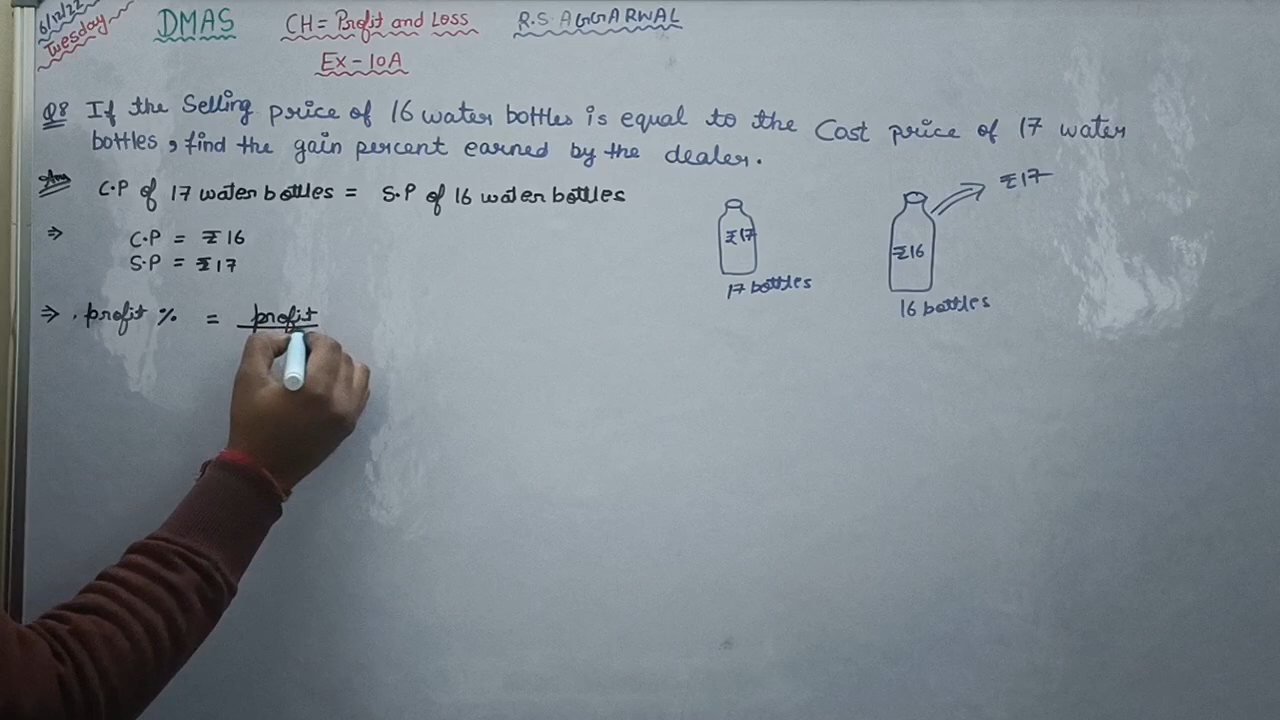 6/12/22
Tuesday
DMAS
CH = Profit and Loss
R.S AGGARWAL
Ex - 10A
Q8 If the Selling price of 16 water bottles is equal to the Cost price of 17 water
bottles, find the gain percent earned by the dealer.
Ans C.P of 17 water bottles = S.P of 16 water bottles
⇒ C.P = ₹16
S.P = ₹17
⇒ . profit % = profit
₹17
17 bottles
₹16
₹17
16 bottles